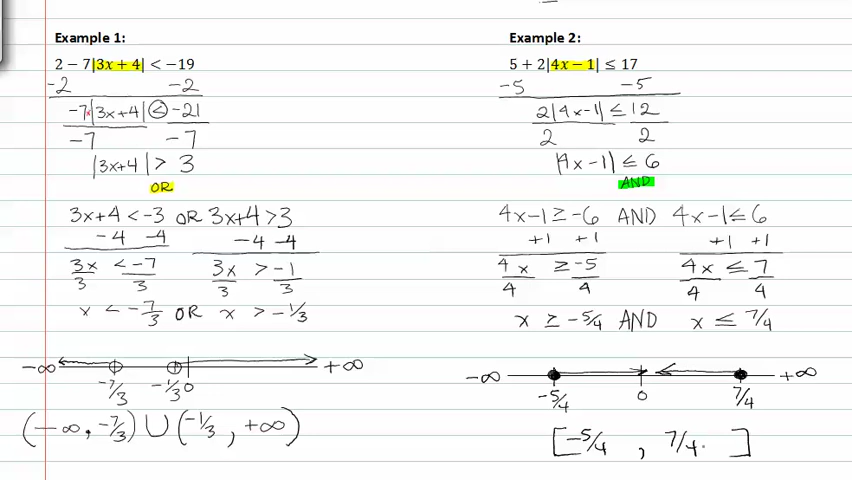 Example 1:
2 − 7|3x + 4| < −19
-2 -2
-7|3x+4| < -21
-7 -7
|3x+4| > 3
OR
3x+4 < -3 OR 3x+4 > 3
-4 -4 -4 -4
3x < -7 3x > -1
3 3 3 3
x < -7/3 OR x > -1/3
-∞ +∞
-7/3 -1/3 0
(-∞, -7/3) ∪ (-1/3, +∞)
Example 2:
5 + 2|4x − 1| ≤ 17
-5 -5
2|4x-1| ≤ 12
2 2
|4x-1| ≤ 6
AND
4x-1 ≥ -6 AND 4x-1 ≤ 6
+1 +1 +1 +1
4x ≥ -5 4x ≤ 7
4 4 4 4
x ≥ -5/4 AND x ≤ 7/4
-∞ +∞
-5/4 0 7/4
[-5/4, 7/4]